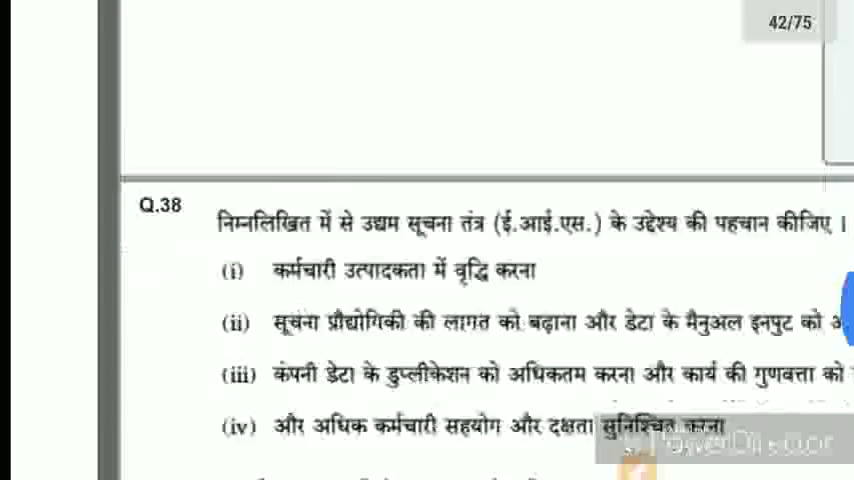 42/75
Q.38
निम्नलिखित में से उद्यम सूचना तंत्र (ई.आई.एस.) के उद्देश्य की पहचान कीजिए ।
(i) कर्मचारी उत्पादकता में वृद्धि करना
(ii) सूचना प्रौद्योगिकी की लागत को बढ़ाना और डेटा के मैनुअल इनपुट को
(iii) कंपनी डेटा के डुप्लीकेशन को अधिकतम करना और कार्य की गुणवत्ता को
(iv) और अधिक कर्मचारी सहयोग और दक्षता सुनिश्चित करना
PowerDirector